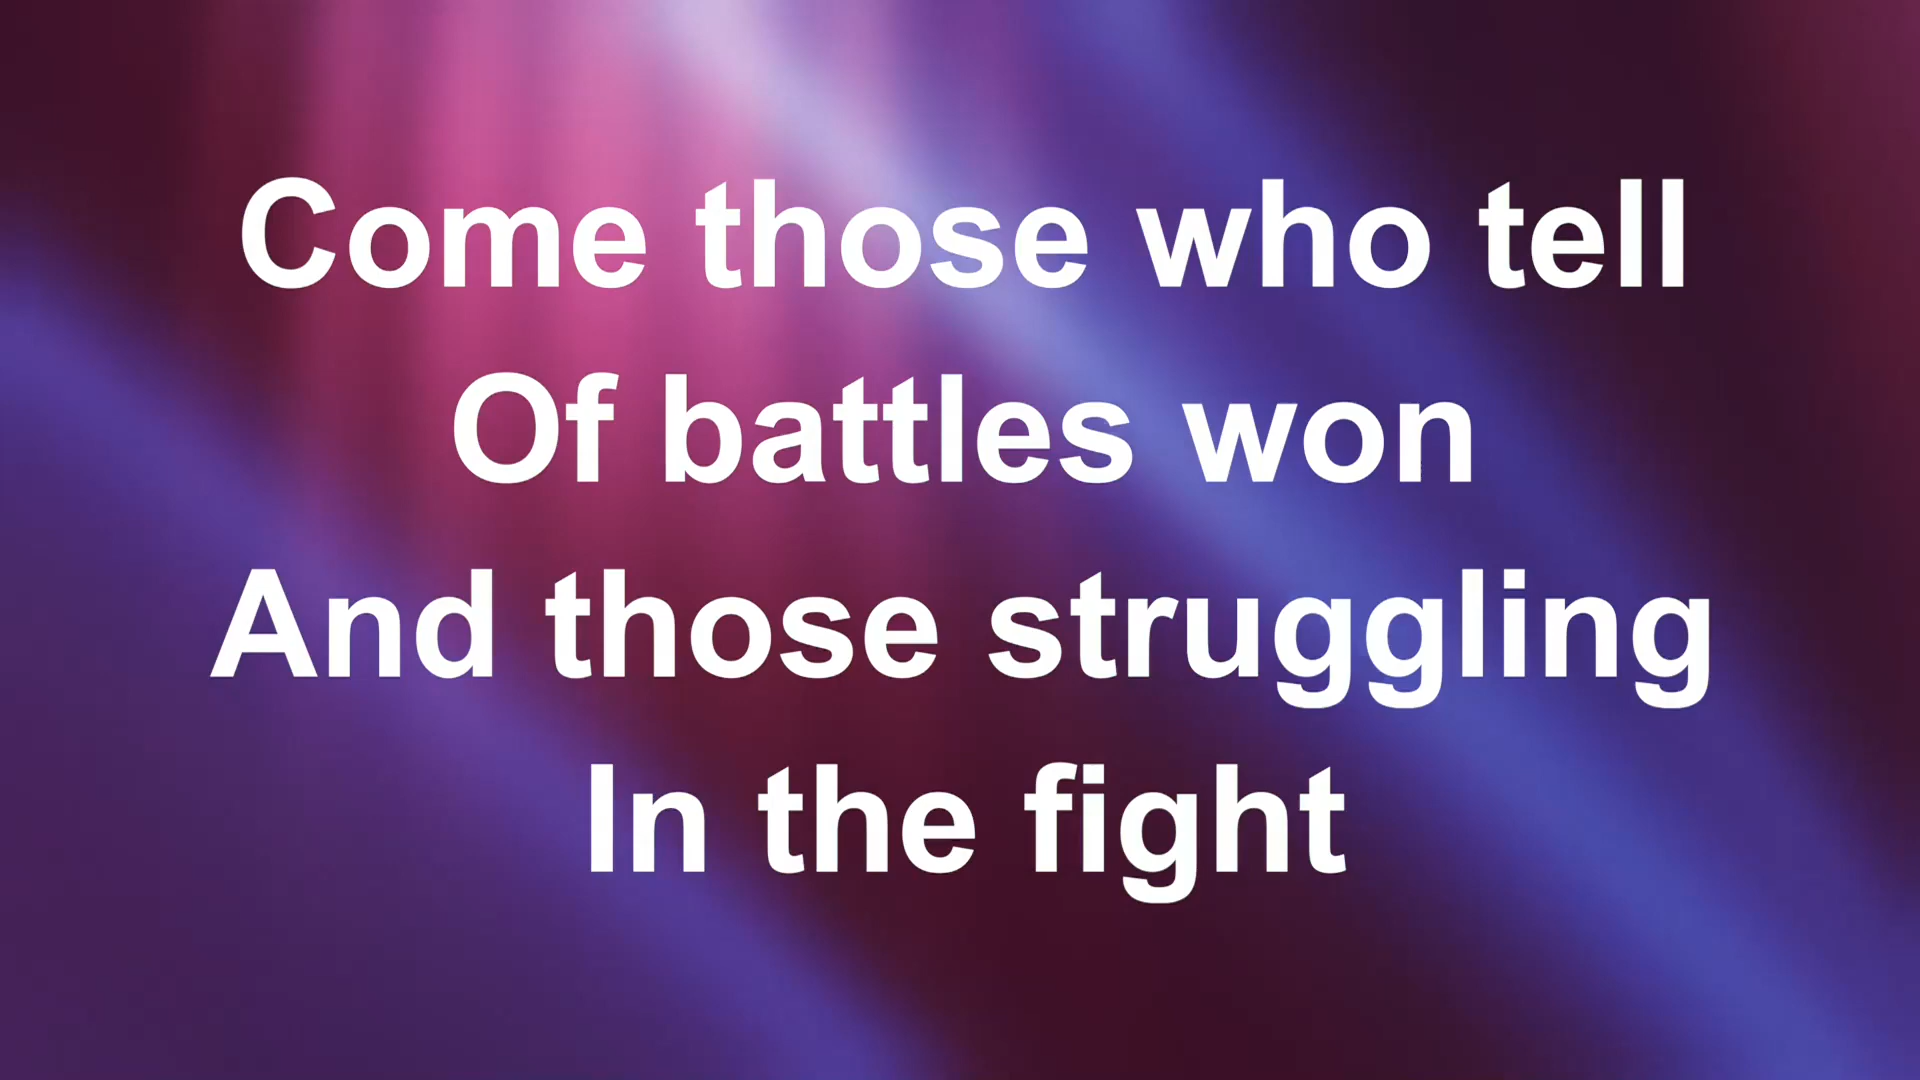 Come those who tell
Of battles won
And those struggling
In the fight